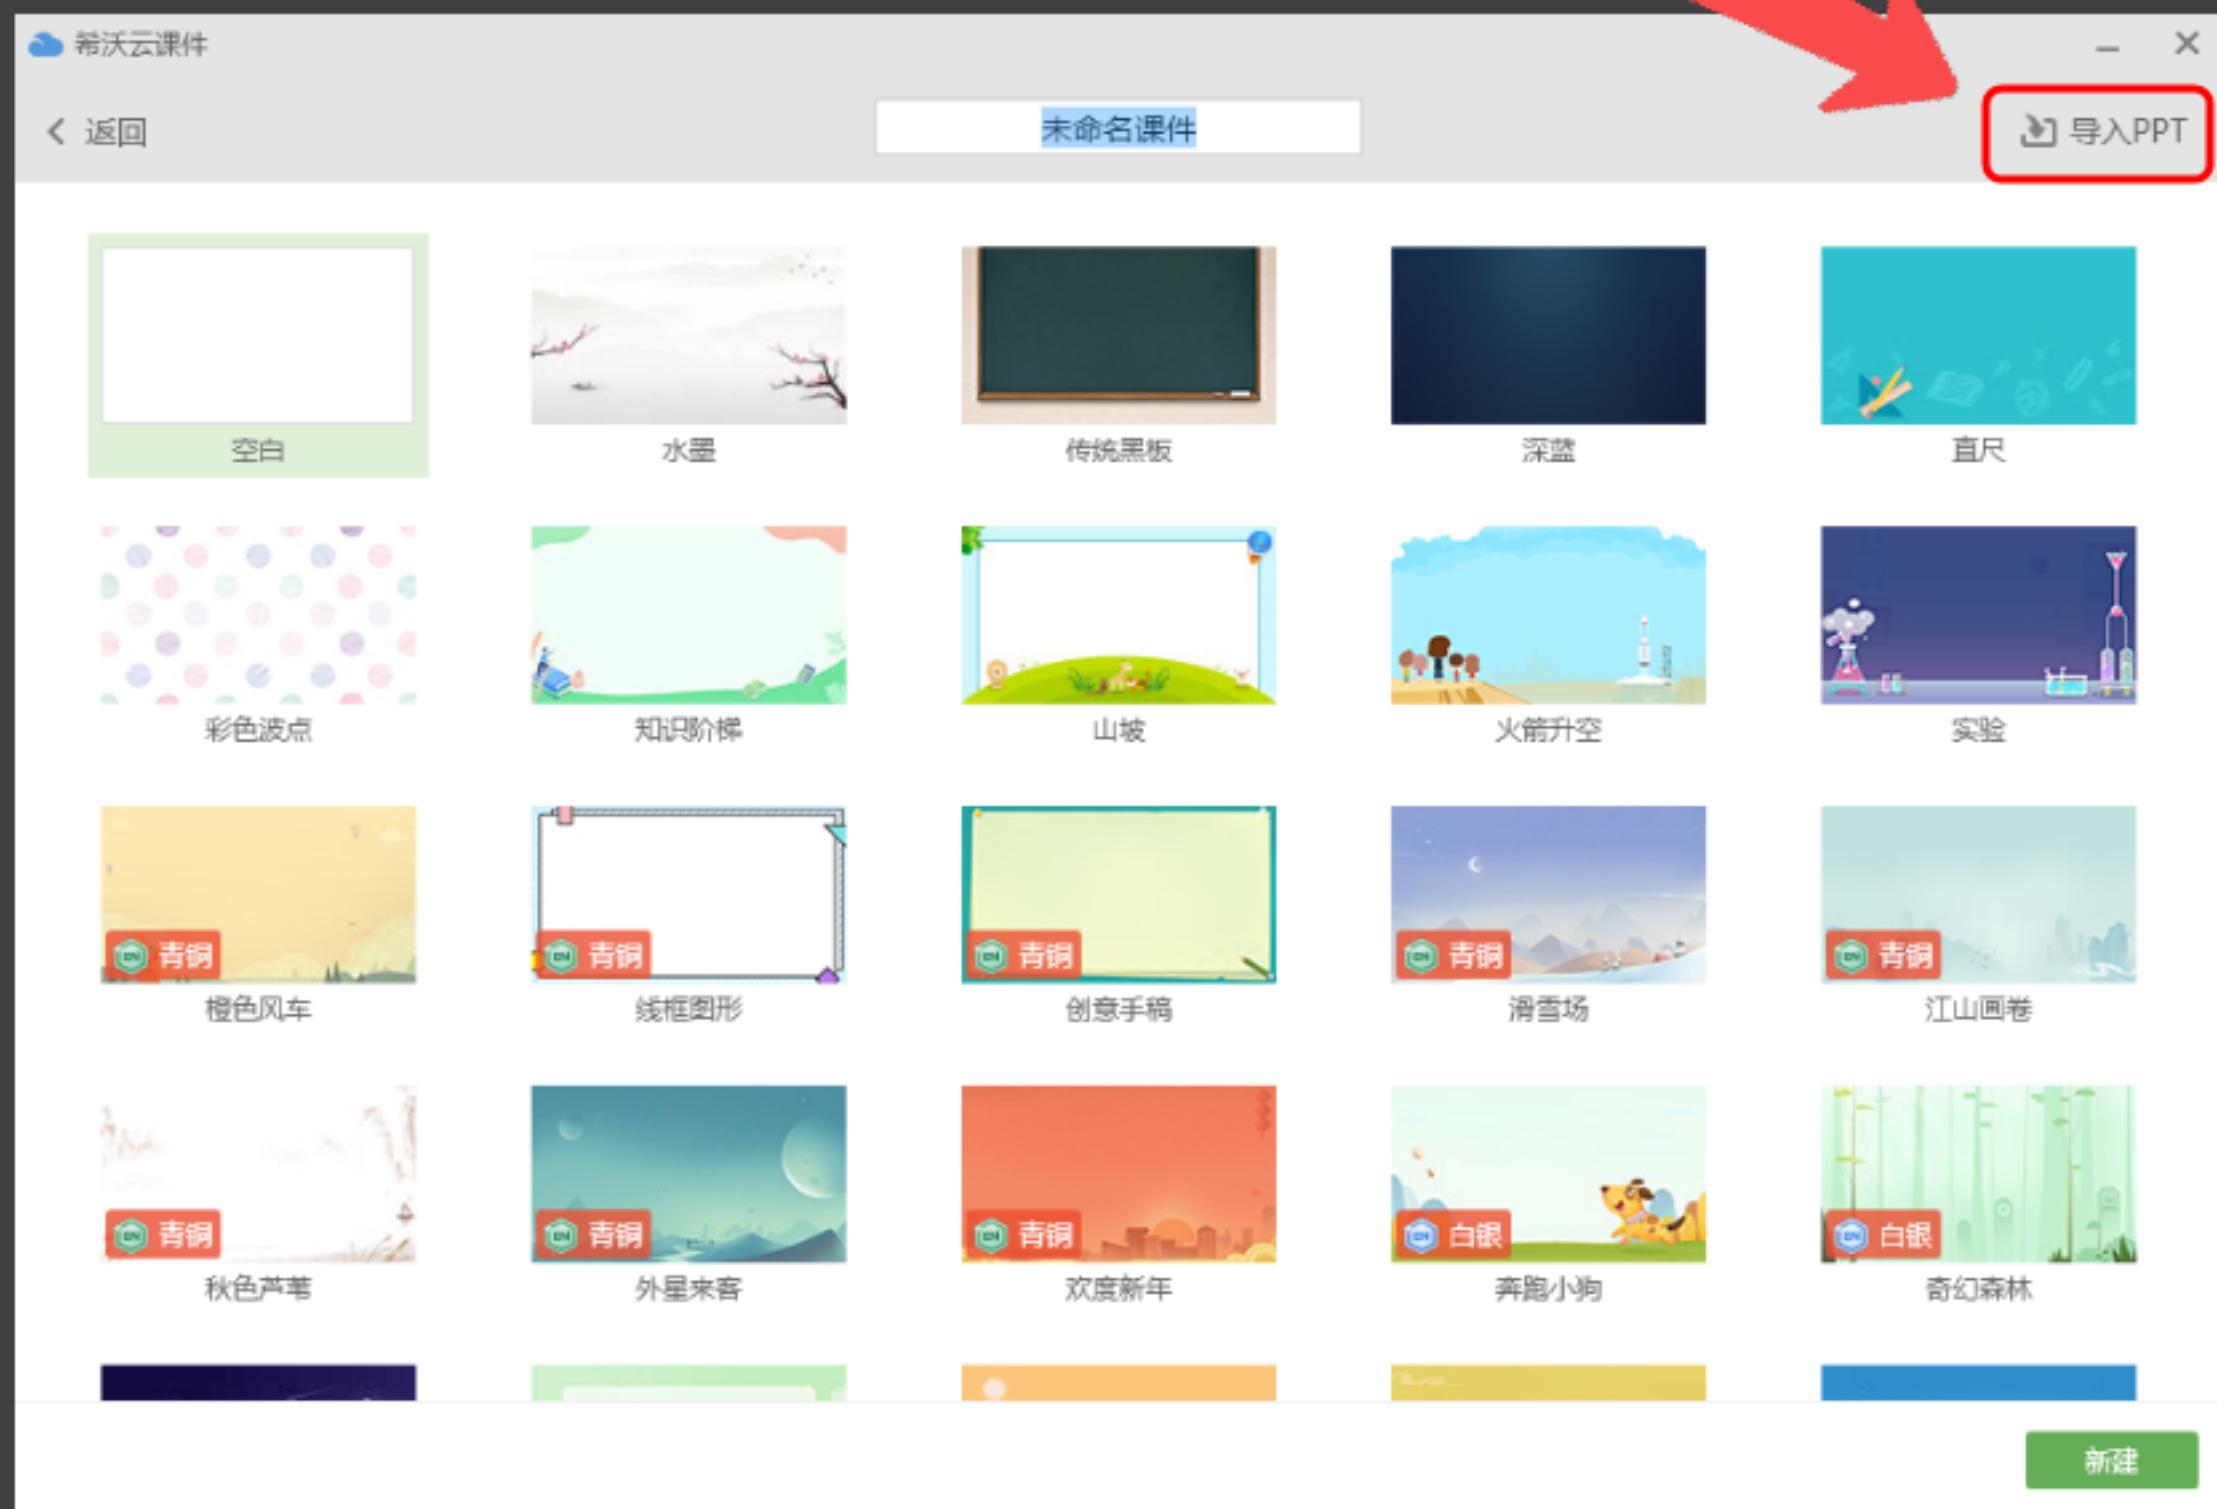 希沃云课件
返回
未命名课件
导入PPT
空白
水墨
传统黑板
深蓝
直尺
彩色波点
知识阶梯
山坡
火箭升空
实验
青铜
青铜
青铜
青铜
青铜
橙色风车
线框图形
创意手稿
滑雪场
江山画卷
青铜
青铜
青铜
白银
白银
秋色芦苇
外星来客
欢度新年
奔跑小狗
奇幻森林
新建